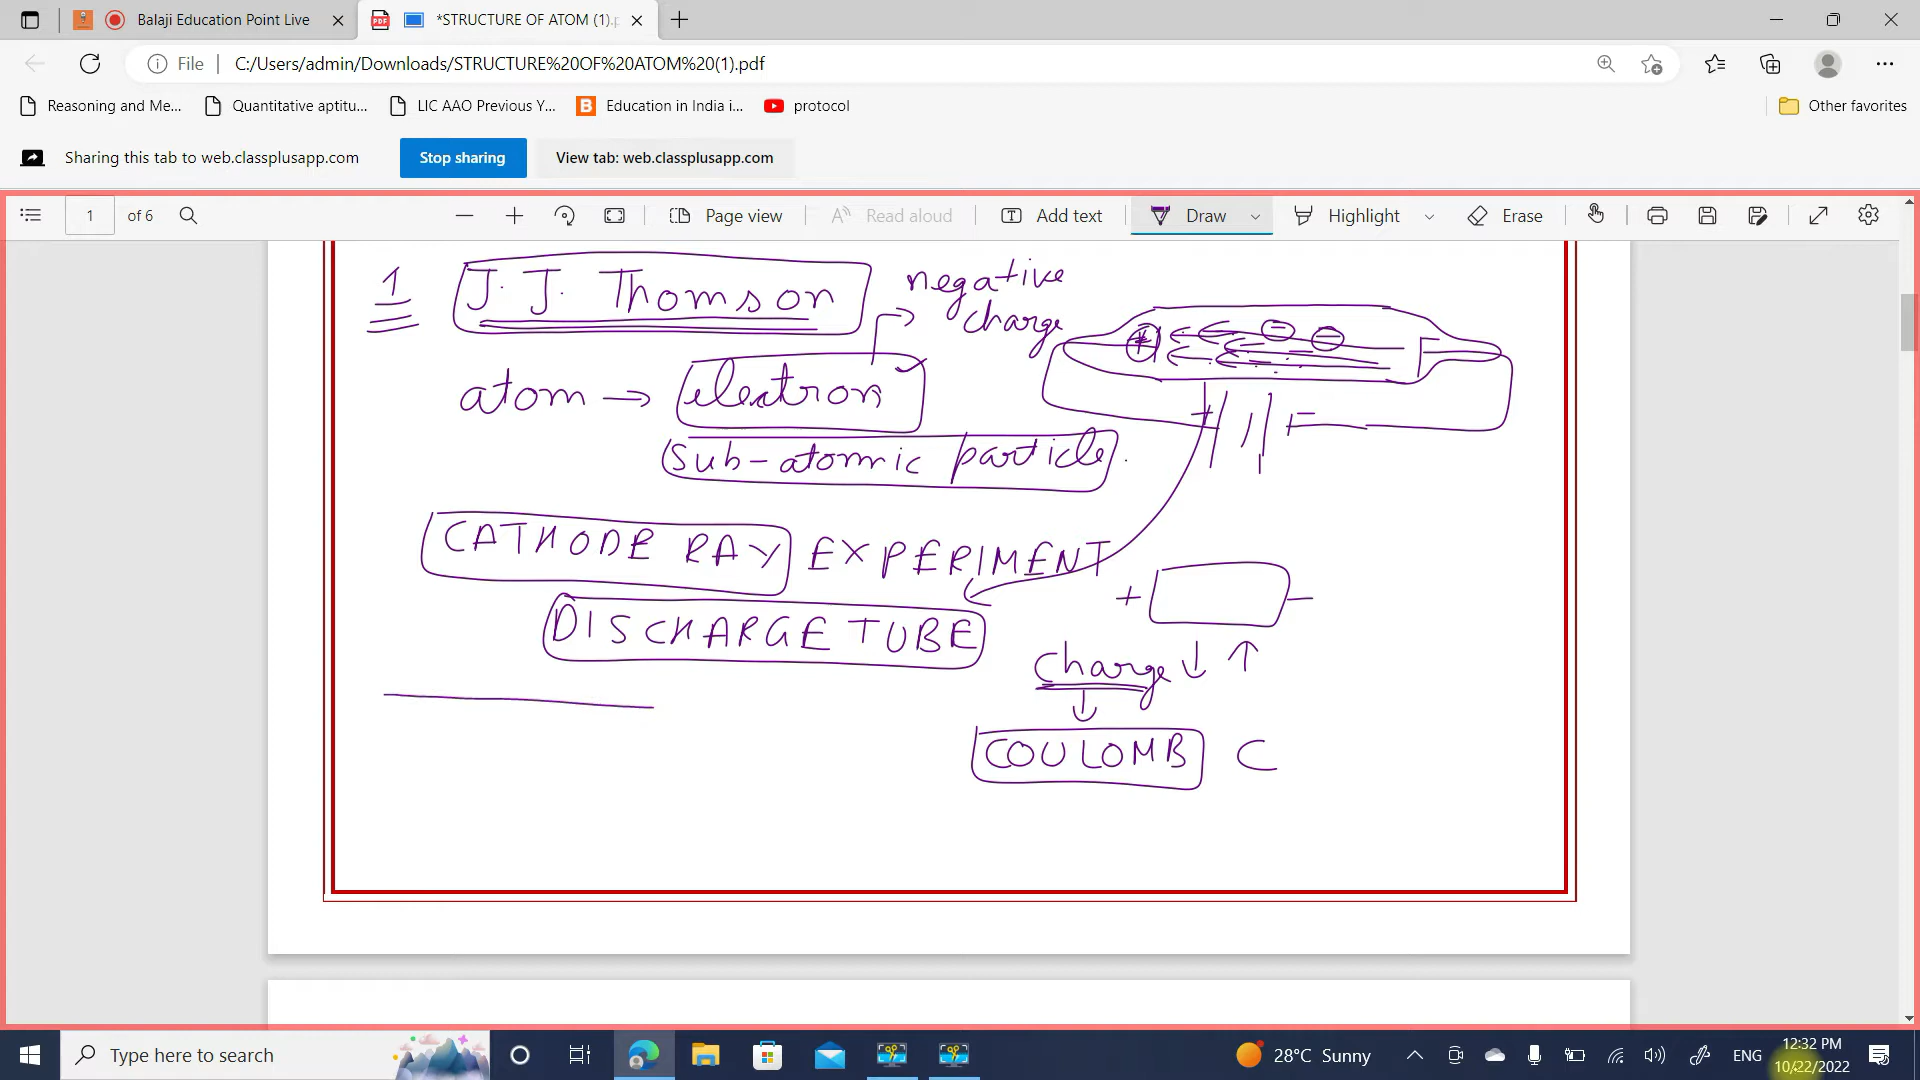 Balaji Education Point Live
*STRUCTURE OF ATOM (1).p
File
C:/Users/admin/Downloads/STRUCTURE%20OF%20ATOM%20(1).pdf
Reasoning and Me... Quantitative aptitu... LIC AAO Previous Y... Education in India i... protocol Other favorites
Sharing this tab to web.classplusapp.com Stop sharing View tab: web.classplusapp.com
1 of 6 Page view Read aloud Add text Draw Highlight Erase
1 J. J. Thomson
negative
charge
atom → electron
sub-atomic particle.
CATHODE RAY EXPERIMENT
DISCHARGE TUBE
+ −
charge ↓ ↑
↓
COULOMB C
Type here to search
28°C Sunny
ENG
12:32 PM
10/22/2022